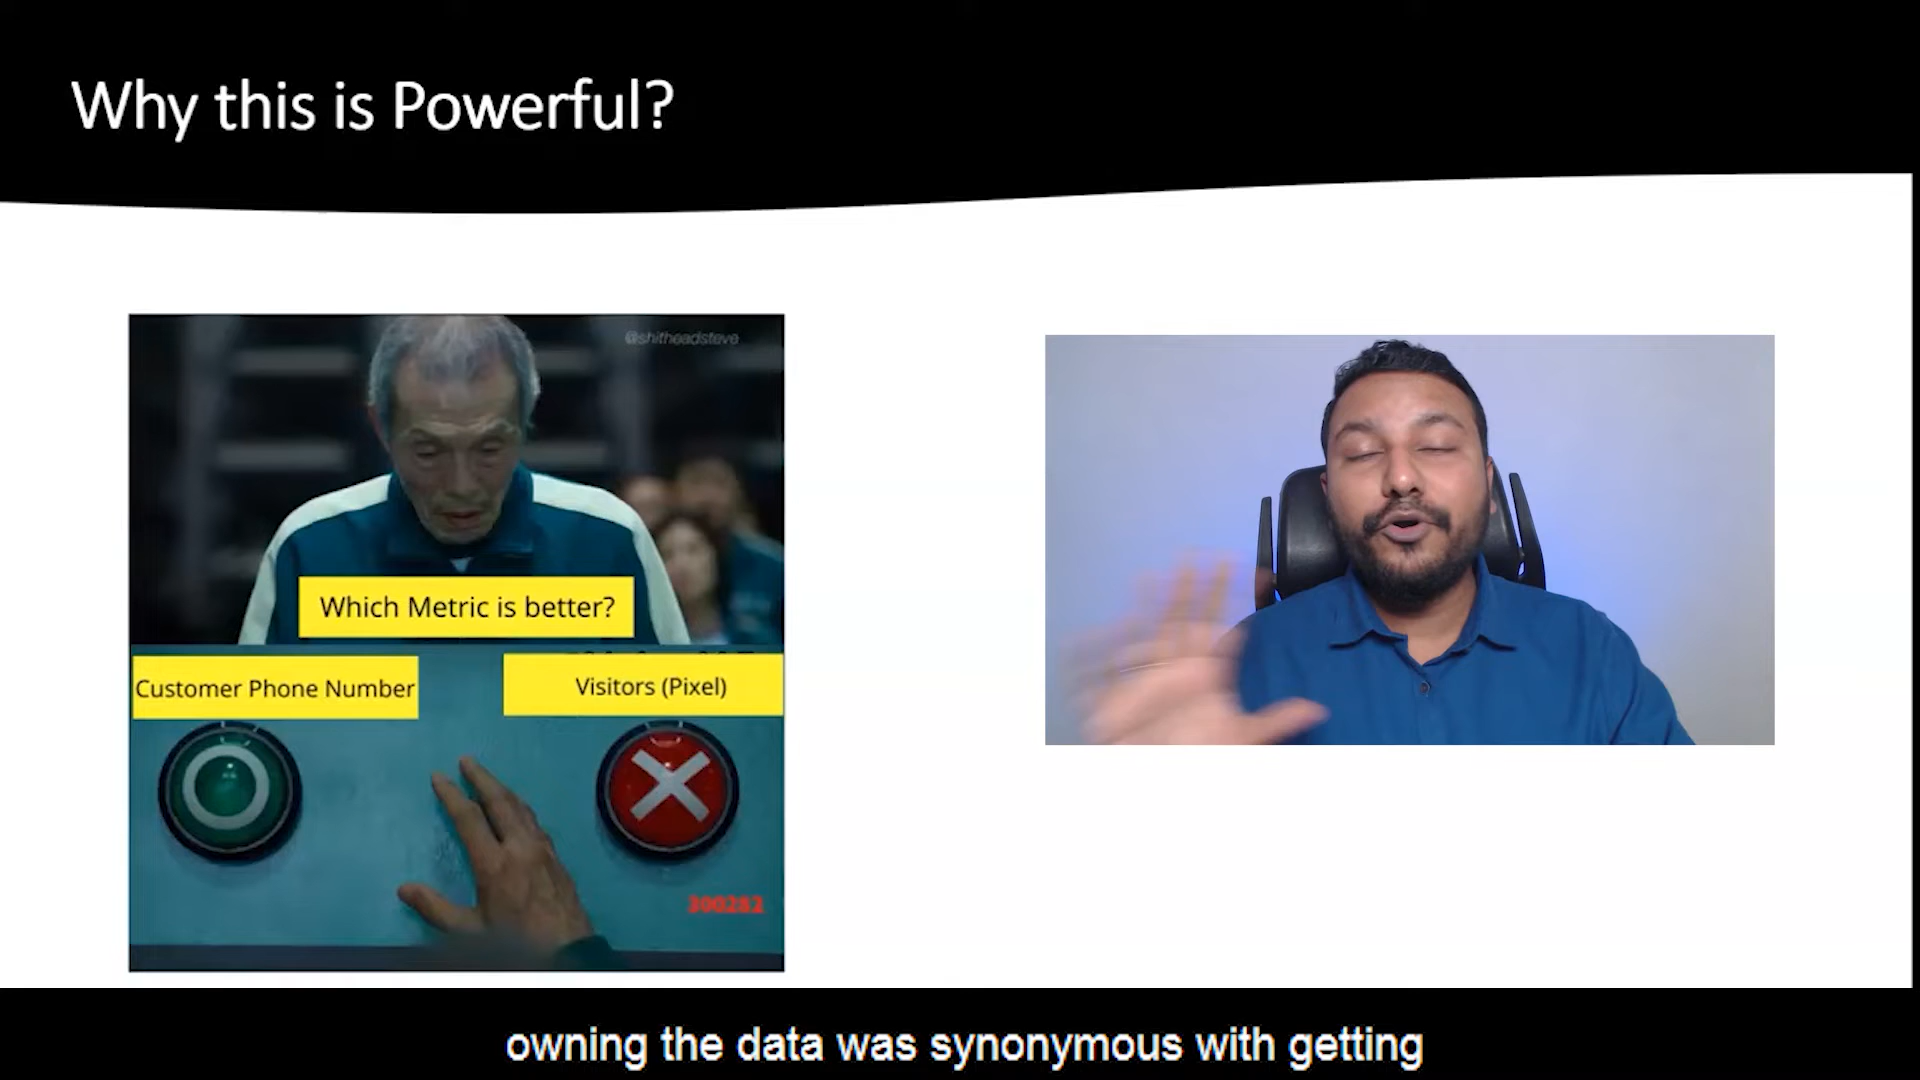 Why this is Powerful?
@shitheadsteve
Which Metric is better?
Customer Phone Number
Visitors (Pixel)
300282
owning the data was synonymous with getting